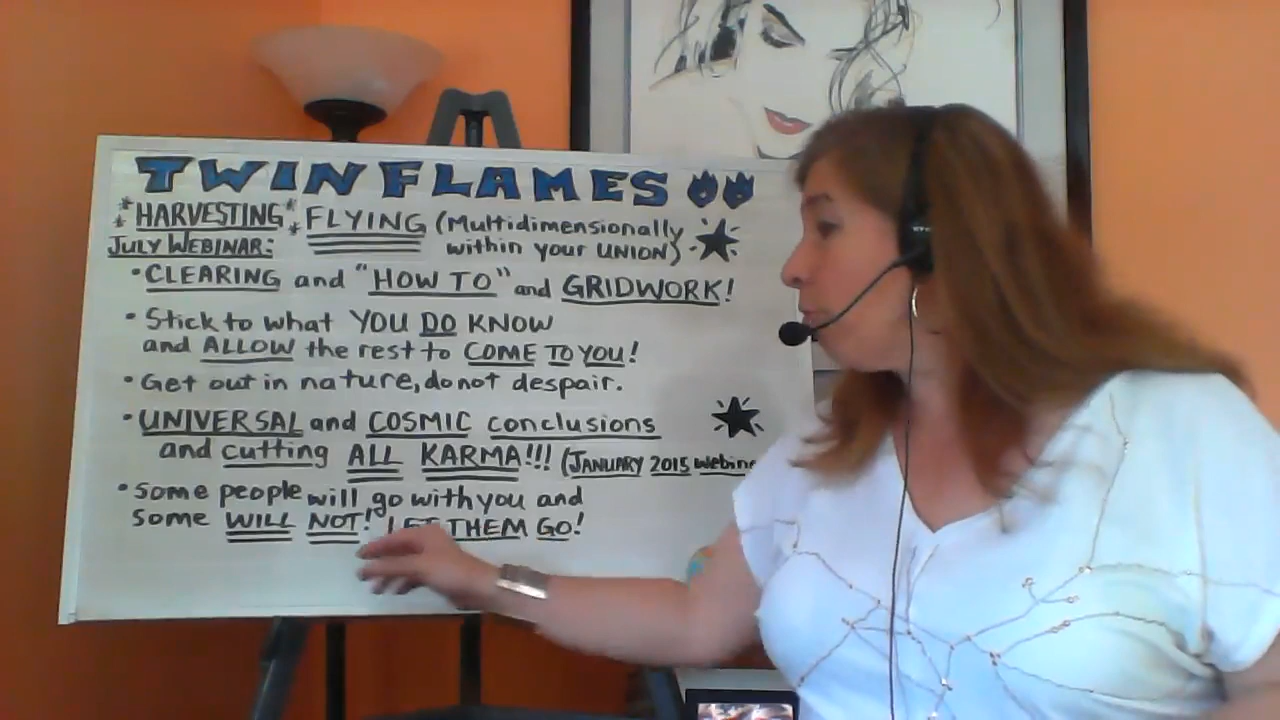 TWIN FLAMES
*HARVESTING* *FLYING (Multidimensionally
within your UNION)
JULY WEBINAR:
• CLEARING and "HOW TO" and GRIDWORK!
• Stick to what YOU DO KNOW
and ALLOW the rest to COME TO YOU!
• Get out in nature, do not despair.
• UNIVERSAL and COSMIC conclusions
and cutting ALL KARMA!!! (JANUARY 2015
• Some people will go with you and
some WILL NOT! LET THEM GO!